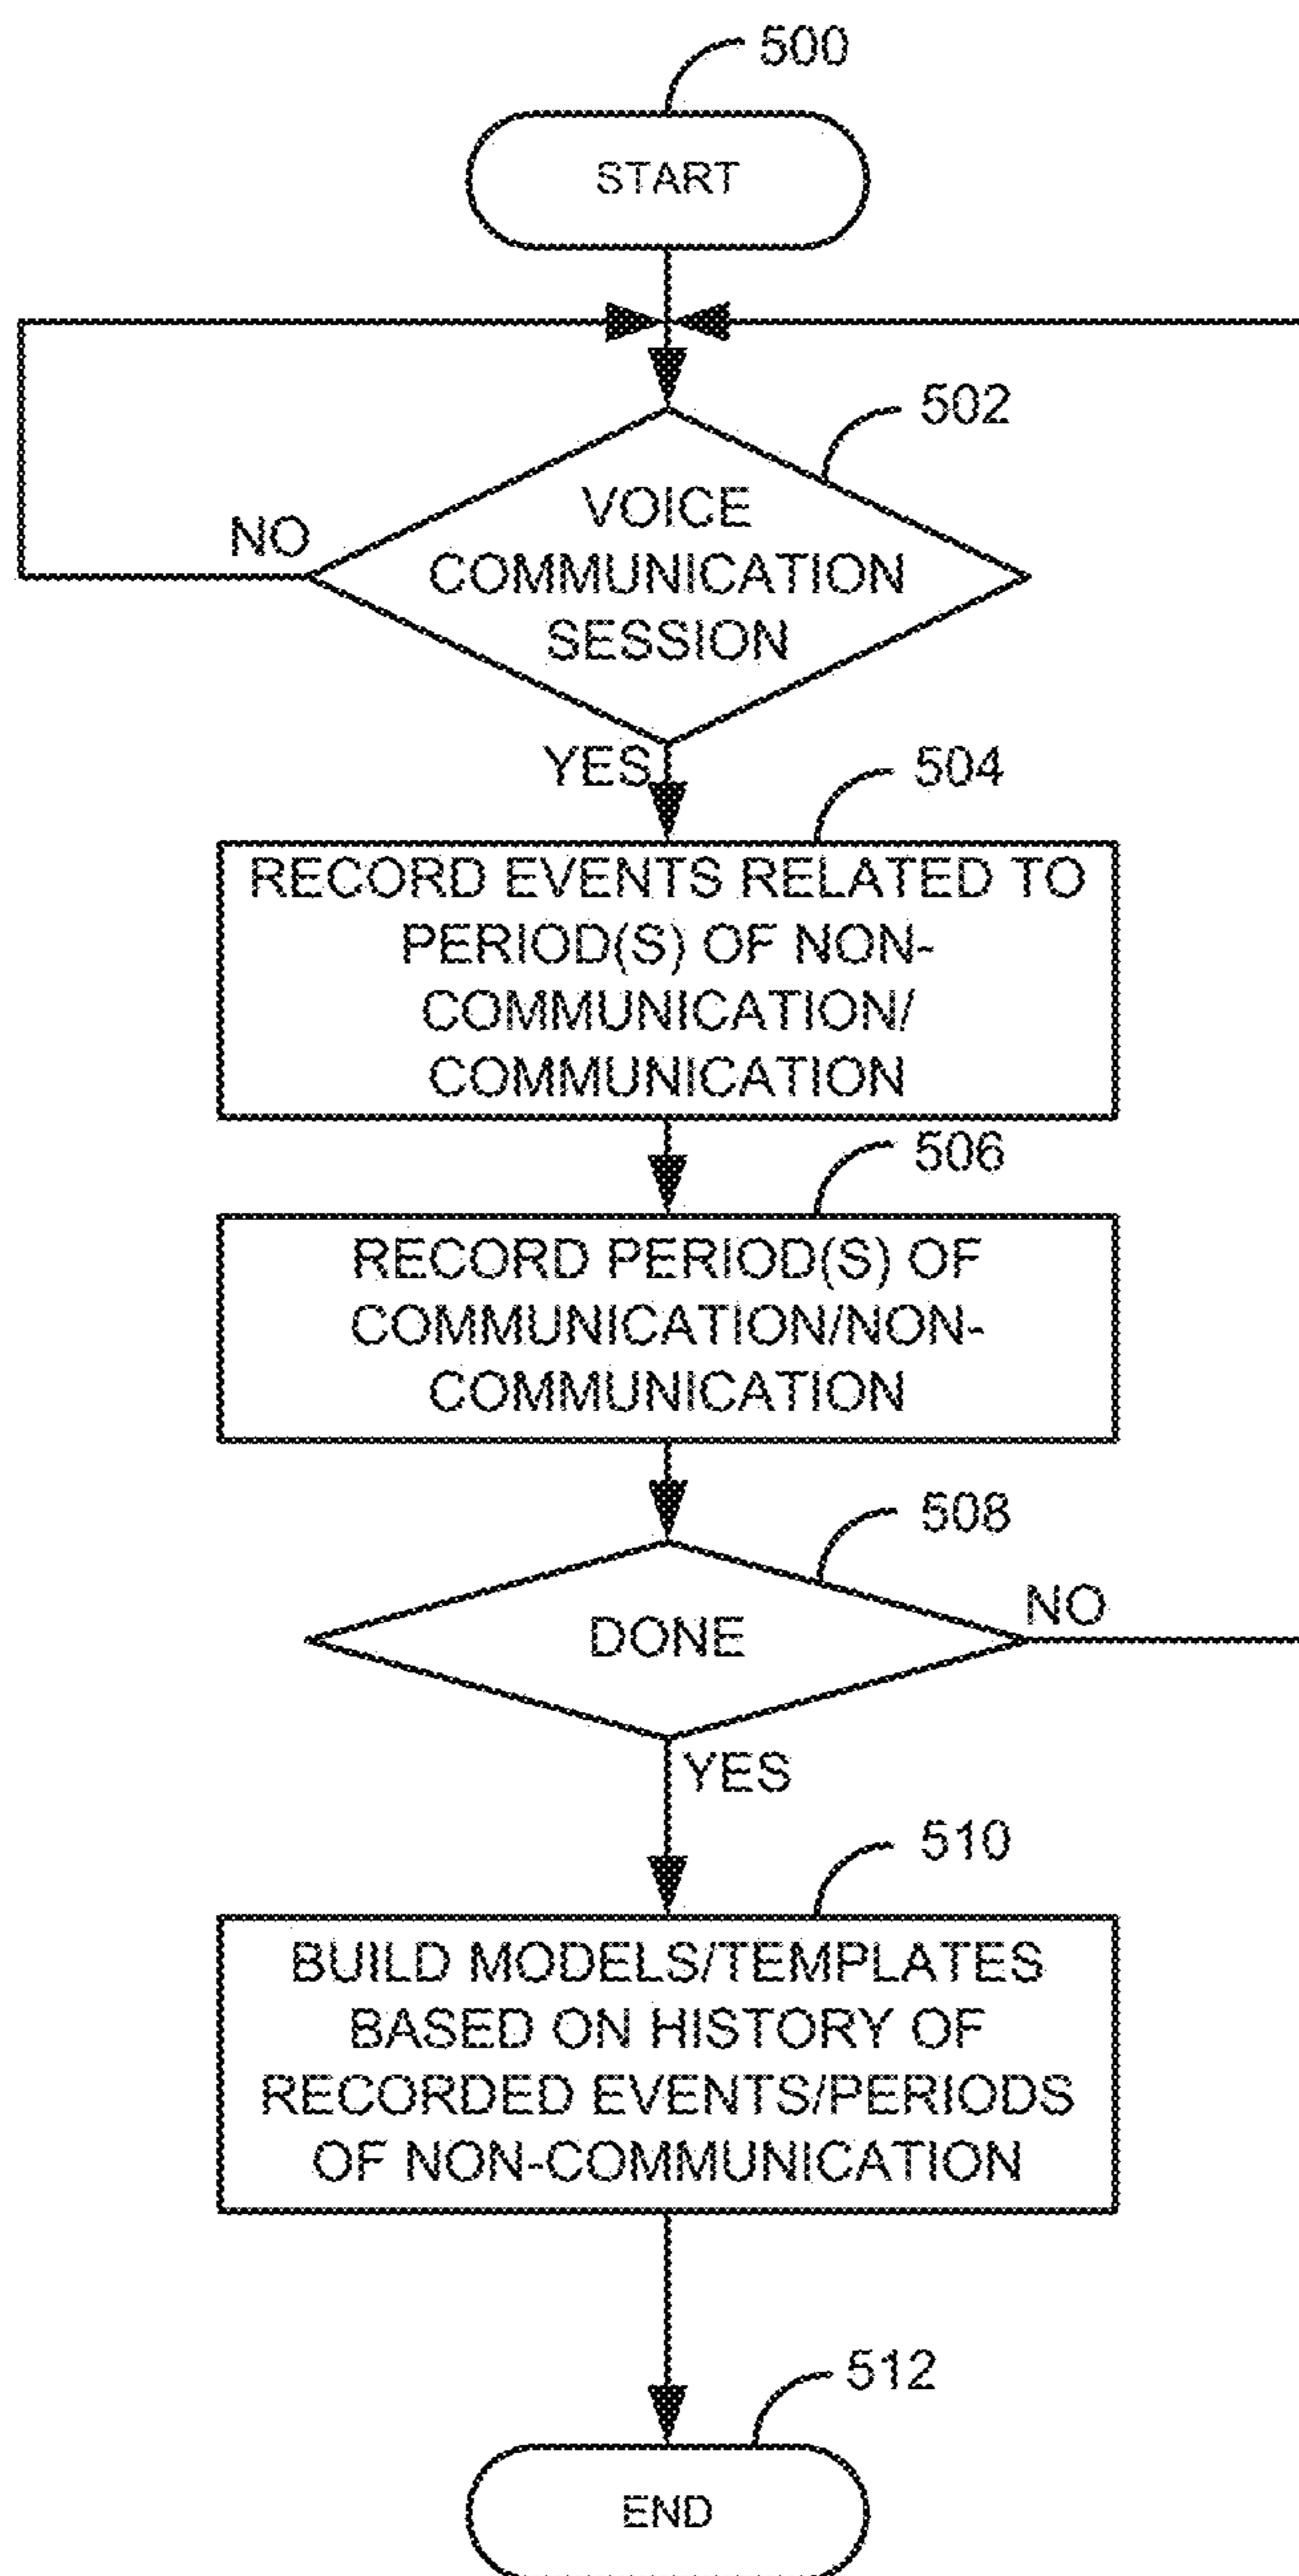 500
START
502
VOICE
COMMUNICATION
SESSION
NO
YES
504
RECORD EVENTS RELATED TO
PERIOD(S) OF NON-
COMMUNICATION/
COMMUNICATION
506
RECORD PERIOD(S) OF
COMMUNICATION/NON-
COMMUNICATION
508
DONE
NO
YES
510
BUILD MODELS/TEMPLATES
BASED ON HISTORY OF
RECORDED EVENTS/PERIODS
OF NON-COMMUNICATION
512
END